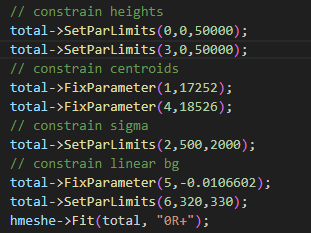 // constrain heights
total->SetParLimits(0,0,50000);
total->SetParLimits(3,0,50000);
// constrain centroids
total->FixParameter(1,17252);
total->FixParameter(4,18526);
// constrain sigma
total->SetParLimits(2,500,2000);
// constrain linear bg
total->FixParameter(5,-0.0106602);
total->SetParLimits(6,320,330);
hmeshe->Fit(total, "0R+");